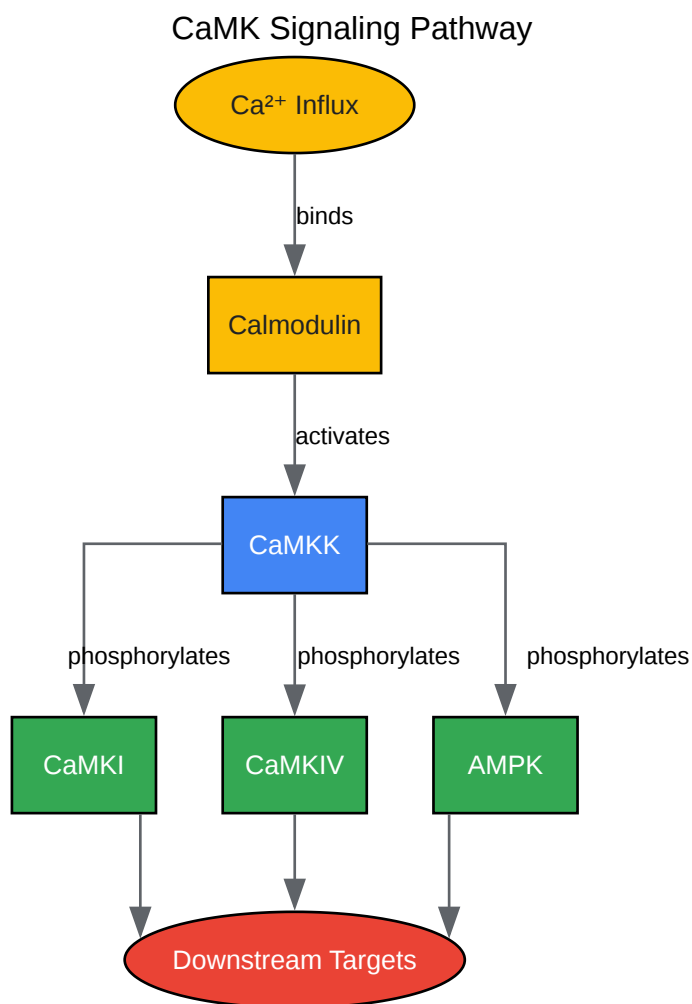 CaMK Signaling Pathway
Ca²⁺ Influx
binds
Calmodulin
activates
CaMKK
phosphorylates
phosphorylates
phosphorylates
CaMKI
CaMKIV
AMPK
Downstream Targets